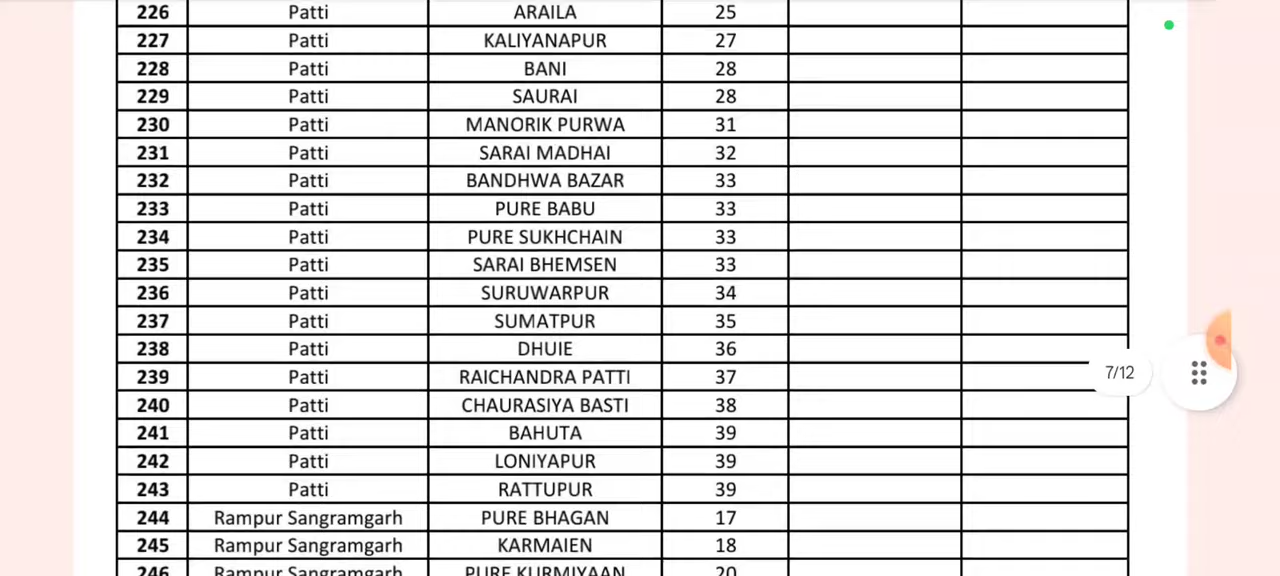 226 Patti ARAILA 25
227 Patti KALIYANAPUR 27
228 Patti BANI 28
229 Patti SAURAI 28
230 Patti MANORIK PURWA 31
231 Patti SARAI MADHAI 32
232 Patti BANDHWA BAZAR 33
233 Patti PURE BABU 33
234 Patti PURE SUKHCHAIN 33
235 Patti SARAI BHEMSEN 33
236 Patti SURUWARPUR 34
237 Patti SUMATPUR 35
238 Patti DHUIE 36
239 Patti RAICHANDRA PATTI 37
7/12
240 Patti CHAURASIYA BASTI 38
241 Patti BAHUTA 39
242 Patti LONIYAPUR 39
243 Patti RATTUPUR 39
244 Rampur Sangramgarh PURE BHAGAN 17
245 Rampur Sangramgarh KARMAIEN 18
246 Rampur Sangramgarh PURE KURMIYAAN 20